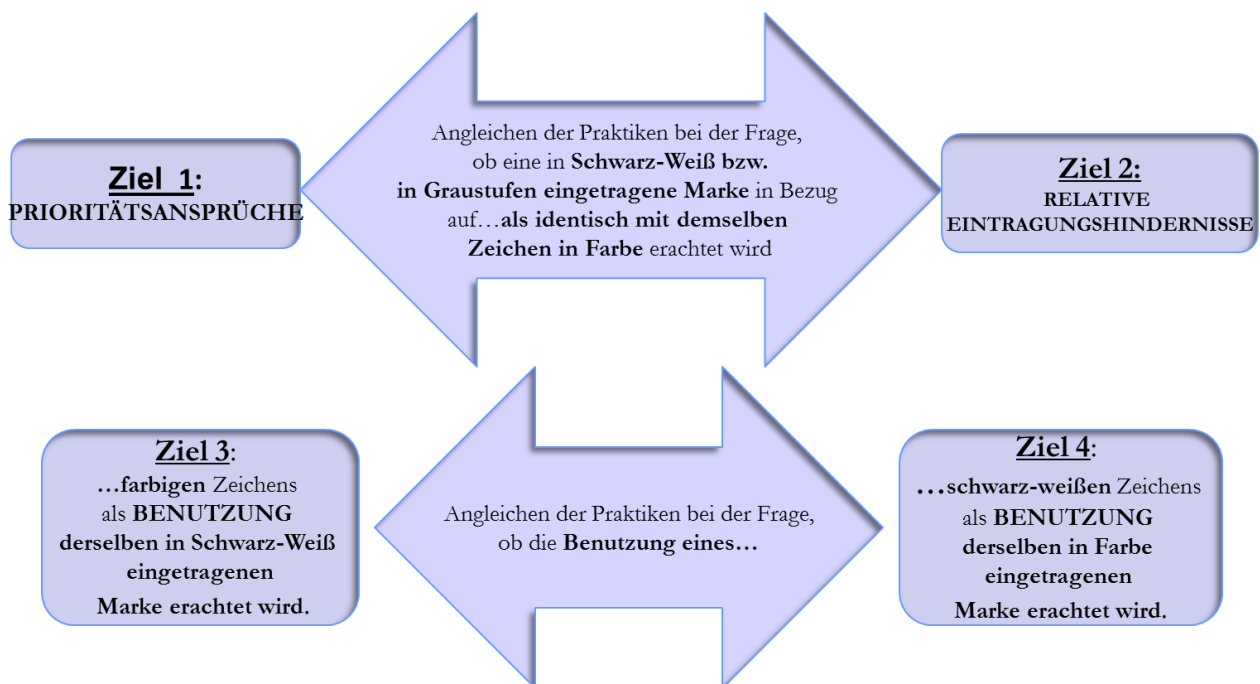 Angleichen der Praktiken bei der Frage,
ob eine in Schwarz-Weiß bzw.
in Graustufen eingetragene Marke in Bezug
auf…als identisch mit demselben
Zeichen in Farbe erachtet wird
Ziel 1:
PRIORITÄTSANSPRÜCHE
Ziel 2:
RELATIVE
EINTRAGUNGSHINDERNISSE
Ziel 3:
…farbigen Zeichens
als BENUTZUNG
derselben in Schwarz-Weiß
eingetragenen
Marke erachtet wird.
Angleichen der Praktiken bei der Frage,
ob die Benutzung eines…
Ziel 4:
…schwarz-weißen Zeichens
als BENUTZUNG
derselben in Farbe
eingetragenen
Marke erachtet wird.